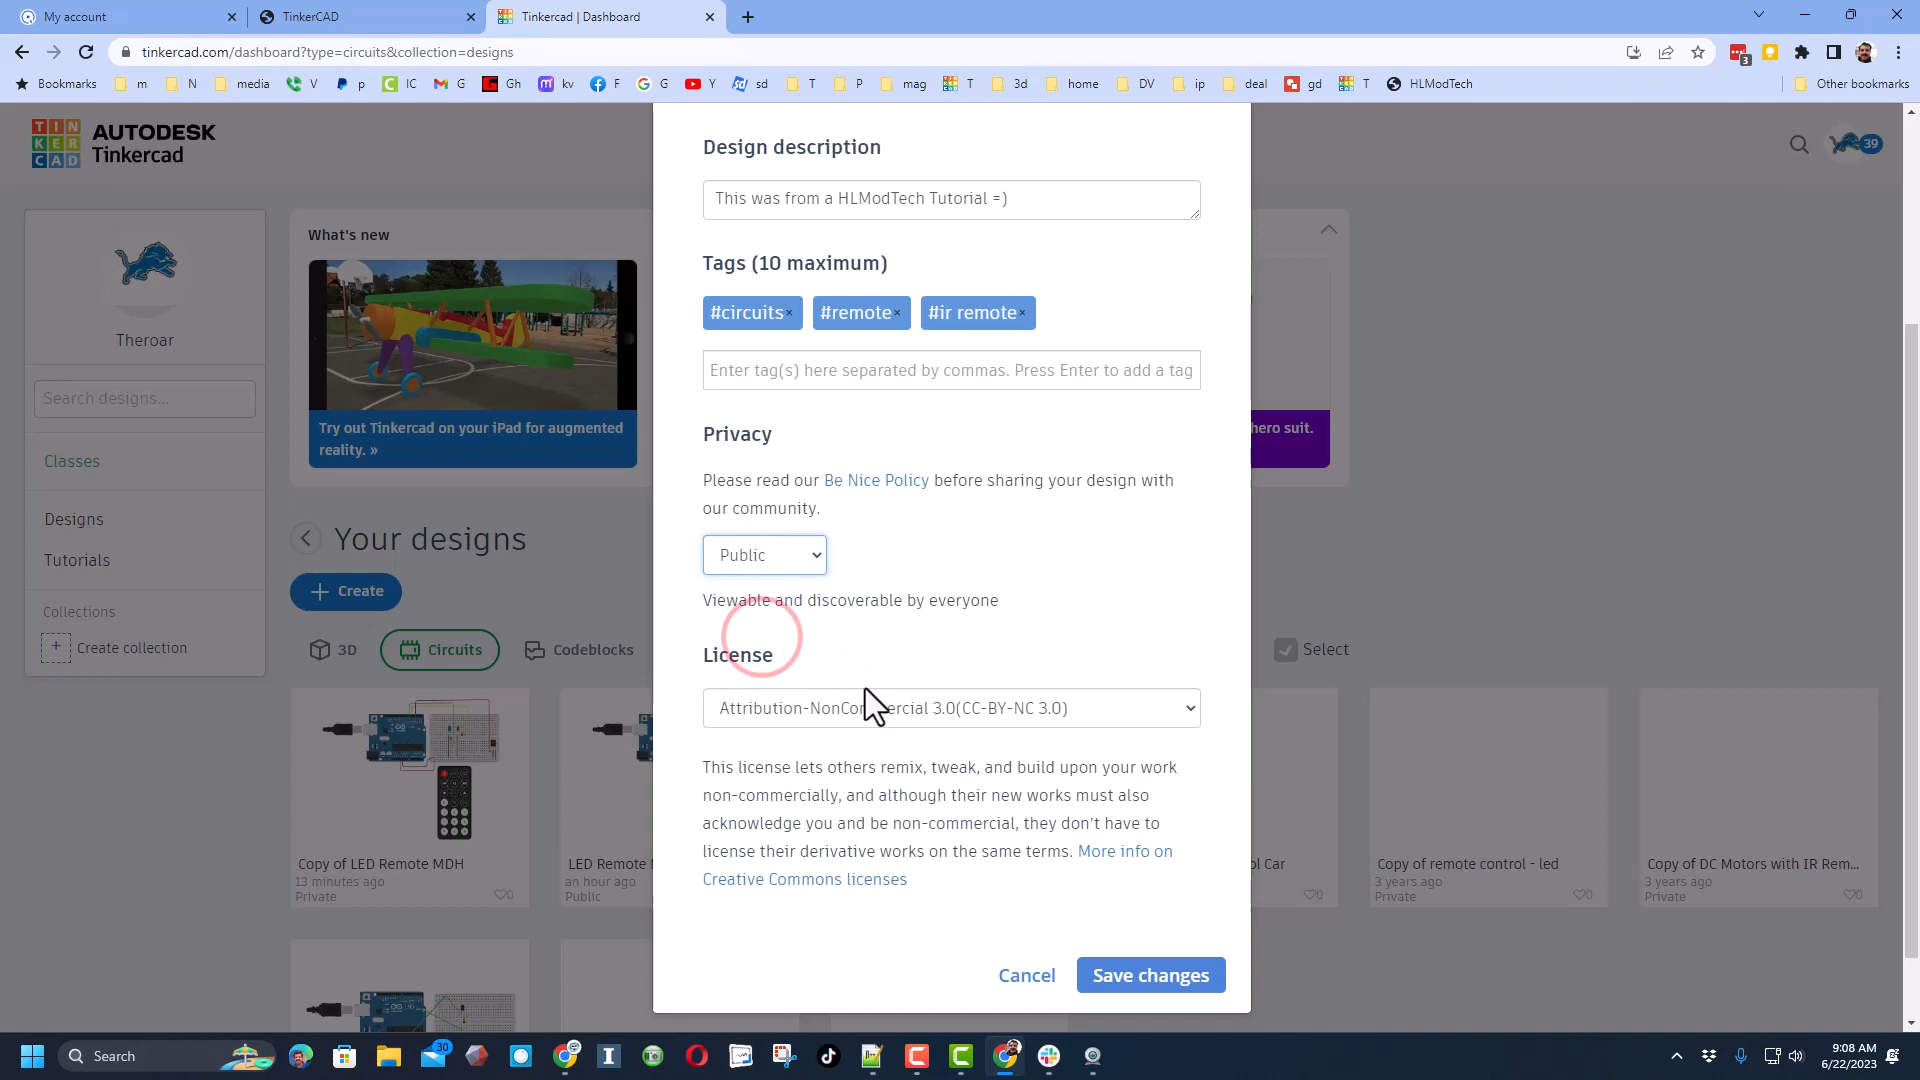 My account
TinkerCAD
Tinkercad | Dashboard
tinkercad.com/dashboard?type=circuits&collection=designs
Bookmarks m N media V p IC G Gh kv F G Y sd T P mag T 3d home DV ip deal gd T HLModTech Other bookmarks
TINKERCAD AUTODESK
Tinkercad
39
Theroar
Search designs...
Classes
Designs
Tutorials
Collections
+ Create collection
What's new
Try out Tinkercad on your iPad for augmented
reality. »
hero suit.
Your designs
+ Create
3D Circuits Codeblocks Select
Copy of LED Remote MDH
13 minutes ago
Private 0
LED Remote
an hour ago
Public
ol Car
0
Copy of remote control - led
3 years ago
Private 0
Copy of DC Motors with IR Rem...
3 years ago
Private 0
Design description
This was from a HLModTech Tutorial =)
Tags (10 maximum)
#circuits× #remote× #ir remote×
Enter tag(s) here separated by commas. Press Enter to add a tag
Privacy
Please read our Be Nice Policy before sharing your design with
our community.
Public
Viewable and discoverable by everyone
License
Attribution-NonCommercial 3.0(CC-BY-NC 3.0)
This license lets others remix, tweak, and build upon your work
non-commercially, and although their new works must also
acknowledge you and be non-commercial, they don't have to
license their derivative works on the same terms. More info on
Creative Commons licenses
Cancel Save changes
Search
30
9:08 AM
6/22/2023